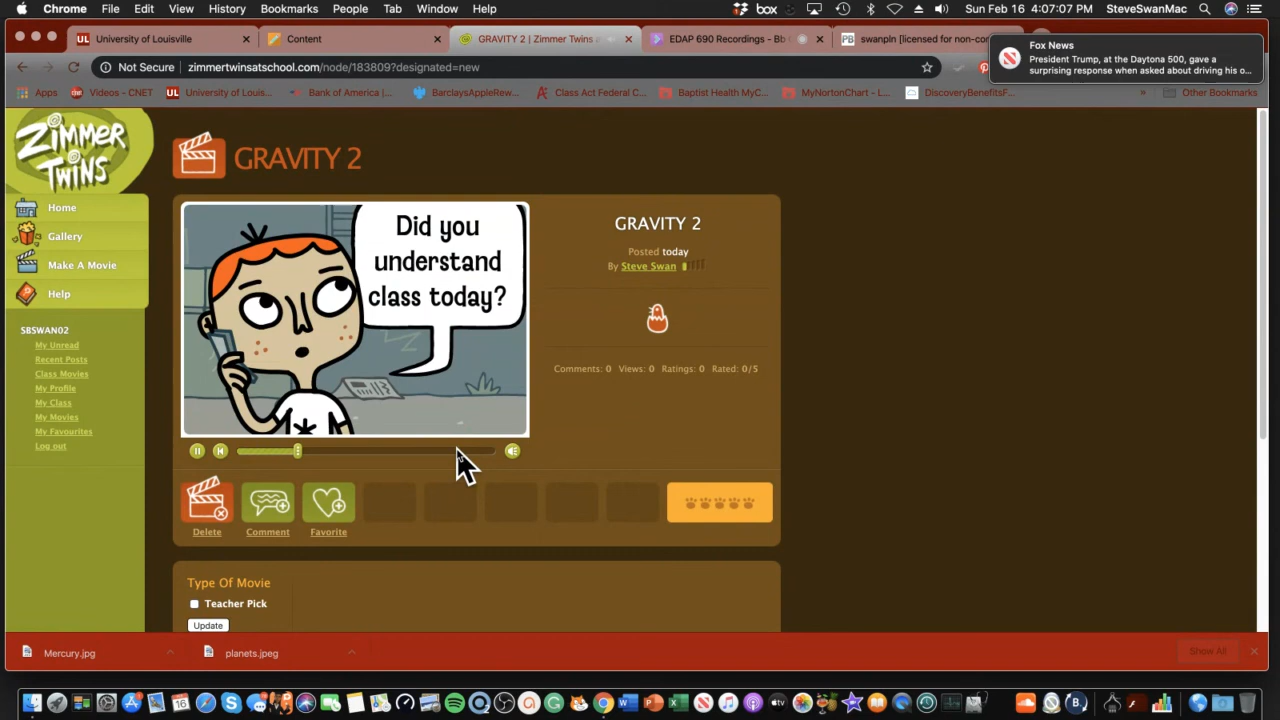 Chrome File Edit View History Bookmarks People Tab Window Help box Sun Feb 16 4:07:07 PM SteveSwanMac
University of Louisville Content GRAVITY 2 | Zimmer Twins a EDAP 690 Recordings - Bb swanpln [licensed for non-co
Fox News
President Trump, at the Daytona 500, gave a
surprising response when asked about driving his o...
Not Secure zimmertwinsatschool.com/node/183809?designated=new
Apps Videos - CNET University of Louis... Bank of America |... BarclaysAppleRew... Class Act Federal C... Baptist Health MyC... MyNortonChart - L... DiscoveryBenefitsF... » Other Bookmarks
ZIMMER
TWINS
GRAVITY 2
Home
Gallery
Make A Movie
Help
SBSWAN02
My Unread
Recent Posts
Class Movies
My Profile
My Class
My Movies
My Favourites
Log out
Did you
understand
class today?
GRAVITY 2
Posted today
By Steve Swan
Comments: 0 Views: 0 Ratings: 0 Rated: 0/5
Delete Comment Favorite
Type Of Movie
Teacher Pick
Update
Mercury.jpg planets.jpeg Show All